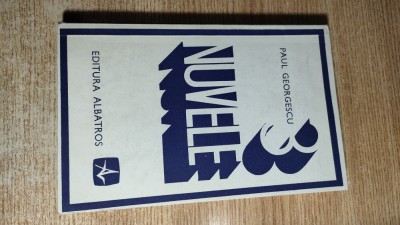 PAUL GEORGESCU
3
NUVELE
EDITURA ALBATROS